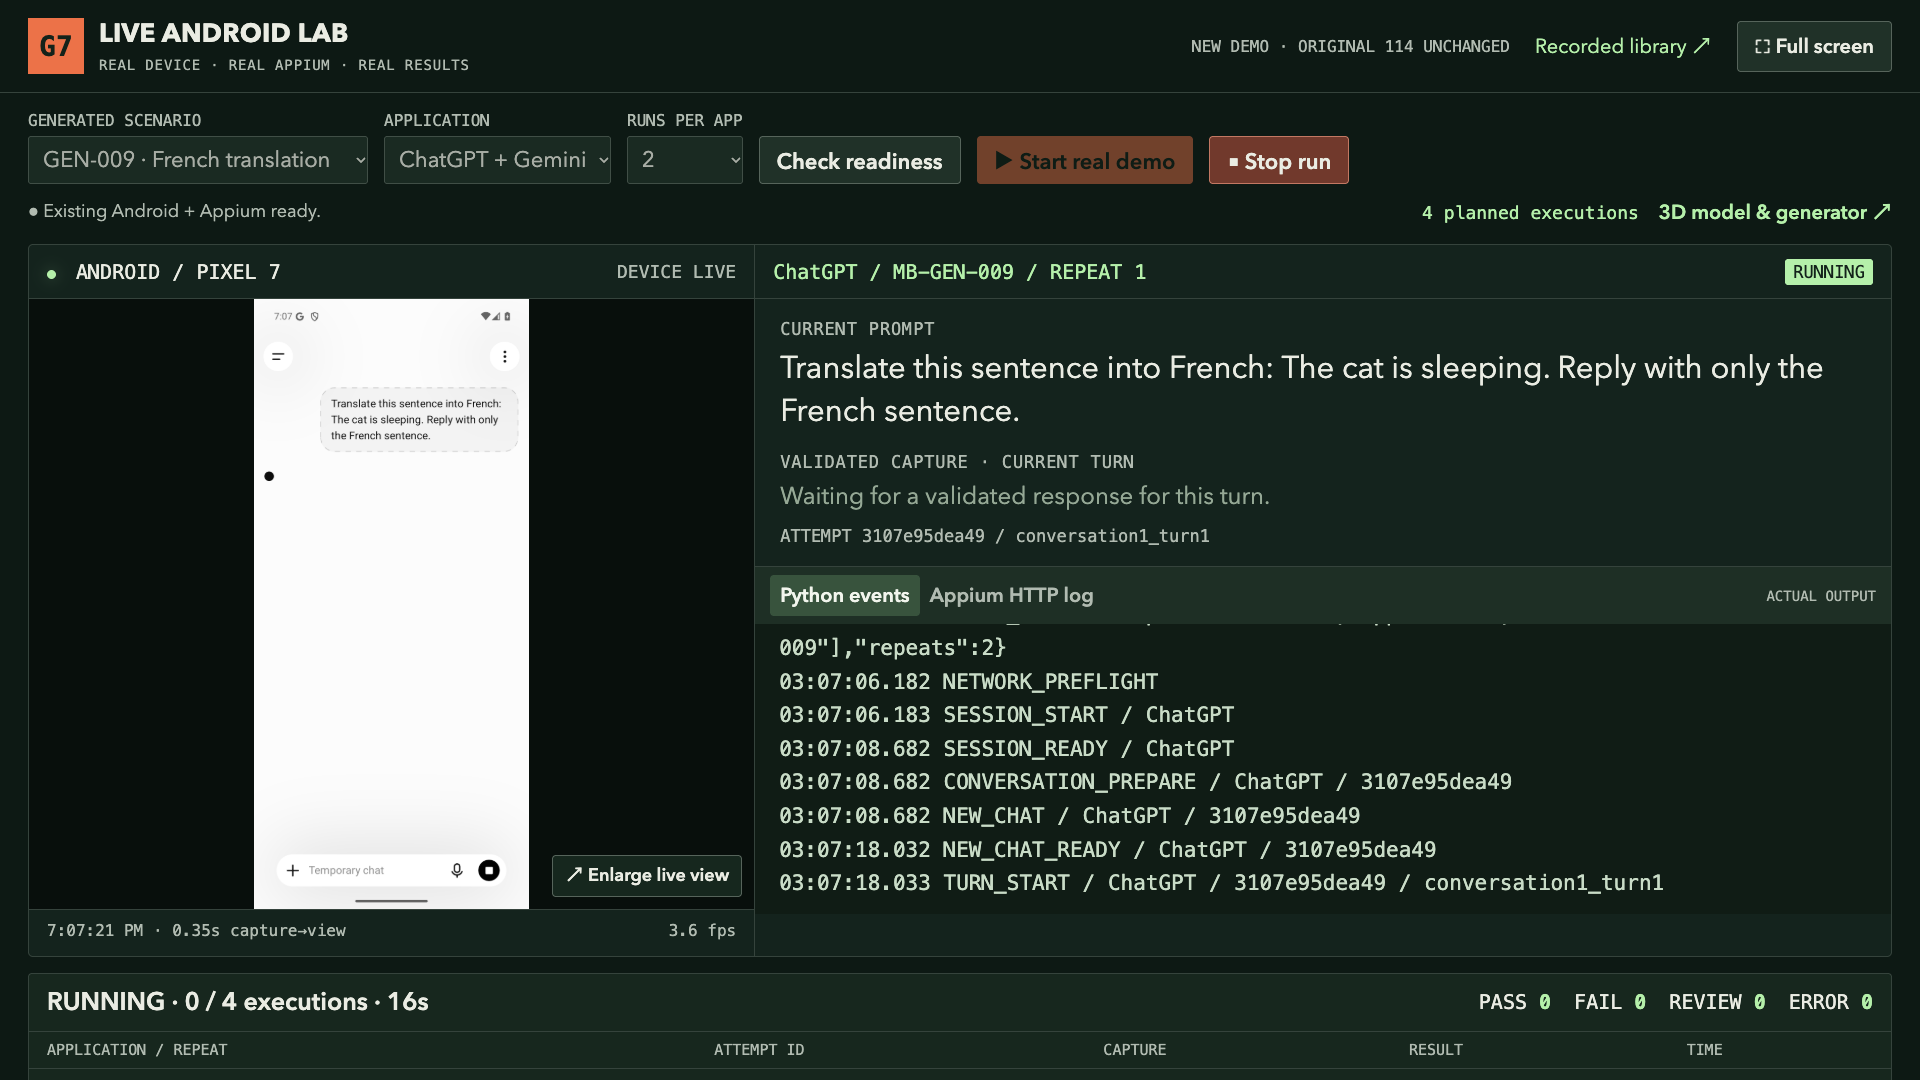 G7
LIVE ANDROID LAB
REAL DEVICE · REAL APPIUM · REAL RESULTS
NEW DEMO · ORIGINAL 114 UNCHANGED
Recorded library ↗
Full screen
GENERATED SCENARIO
APPLICATION
RUNS PER APP
GEN-009 · French translation
ChatGPT + Gemini
2
Check readiness
▶ Start real demo
■ Stop run
● Existing Android + Appium ready.
4 planned executions
3D model & generator ↗
ANDROID / PIXEL 7
DEVICE LIVE
7:07
Translate this sentence into French:
The cat is sleeping. Reply with only
the French sentence.
Temporary chat
↗ Enlarge live view
7:07:21 PM · 0.35s capture→view
3.6 fps
ChatGPT / MB-GEN-009 / REPEAT 1
RUNNING
CURRENT PROMPT
Translate this sentence into French: The cat is sleeping. Reply with only the
French sentence.
VALIDATED CAPTURE · CURRENT TURN
Waiting for a validated response for this turn.
ATTEMPT 3107e95dea49 / conversation1_turn1
Python events
Appium HTTP log
ACTUAL OUTPUT
009"],"repeats":2}
03:07:06.182 NETWORK_PREFLIGHT
03:07:06.183 SESSION_START / ChatGPT
03:07:08.682 SESSION_READY / ChatGPT
03:07:08.682 CONVERSATION_PREPARE / ChatGPT / 3107e95dea49
03:07:08.682 NEW_CHAT / ChatGPT / 3107e95dea49
03:07:18.032 NEW_CHAT_READY / ChatGPT / 3107e95dea49
03:07:18.033 TURN_START / ChatGPT / 3107e95dea49 / conversation1_turn1
RUNNING · 0 / 4 executions · 16s
PASS 0 FAIL 0 REVIEW 0 ERROR 0
APPLICATION / REPEAT
ATTEMPT ID
CAPTURE
RESULT
TIME